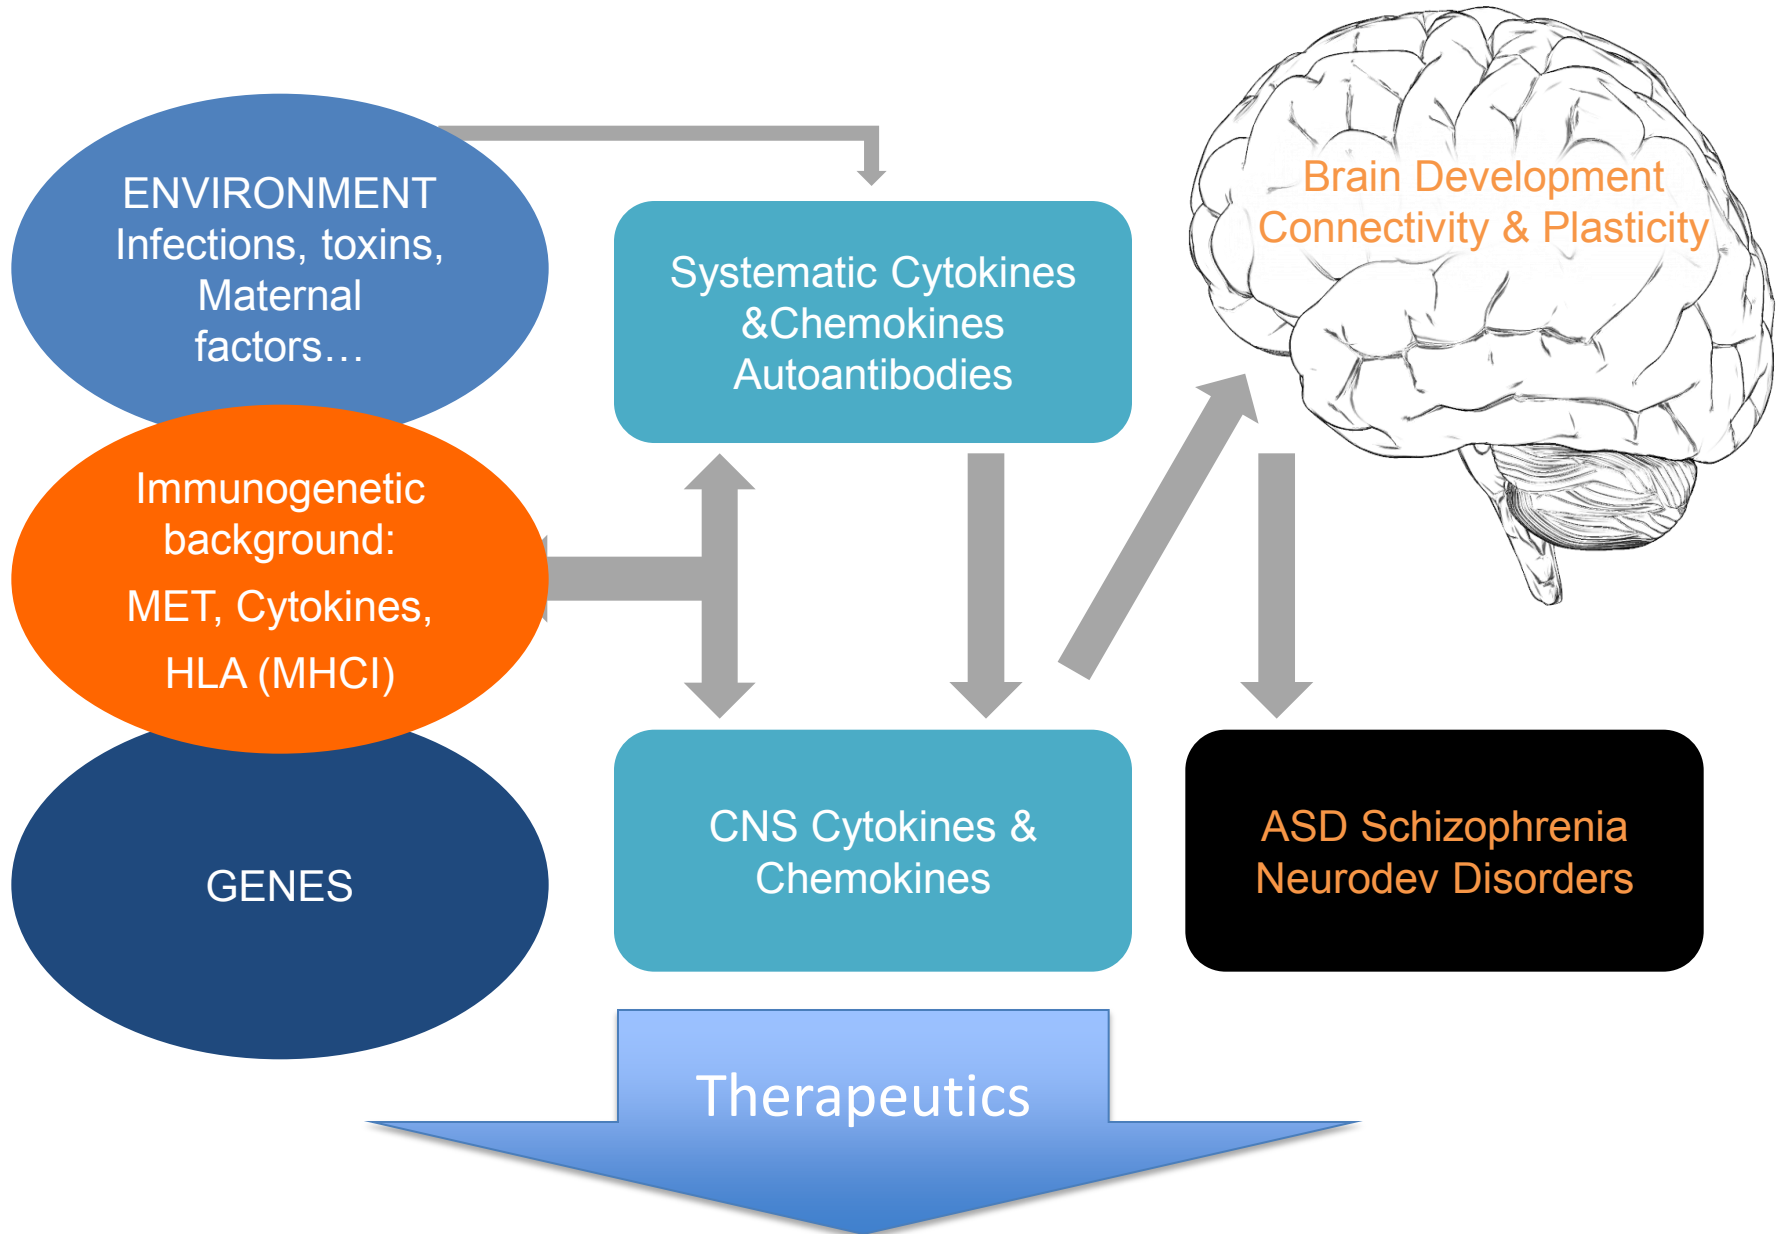 ENVIRONMENT
Infections, toxins,
Maternal
factors…
Immunogenetic
background:
MET, Cytokines,
HLA (MHCI)
GENES
Systematic Cytokines
&Chemokines
Autoantibodies
CNS Cytokines &
Chemokines
Brain Development
Connectivity & Plasticity
ASD Schizophrenia
Neurodev Disorders
Therapeutics